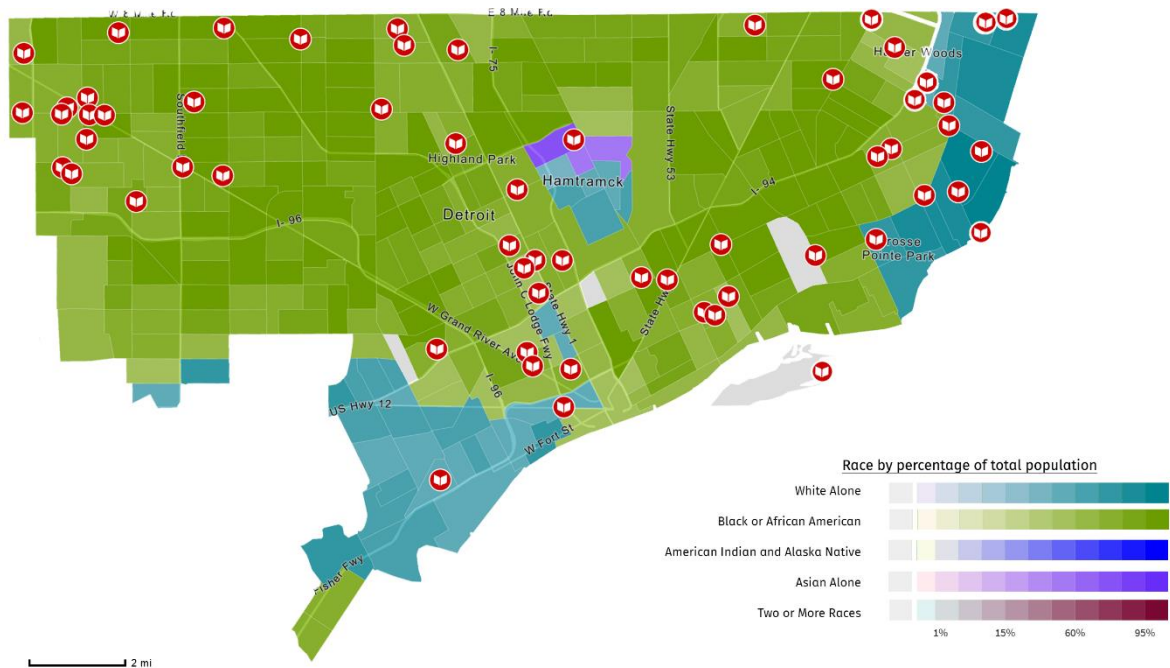 E 8 Mile Rd.
I- 75
Harper Woods
Southfield
State Hwy 53
Highland Park
Hamtramck
I- 94
Detroit
I- 96
Grosse
Pointe Park
John C Lodge Fwy
State Hwy 1
State Hwy
W Grand River Ave
I- 96
US Hwy 12
W Fort St
Fisher Fwy
2 mi
Race by percentage of total population
White Alone
Black or African American
American Indian and Alaska Native
Asian Alone
Two or More Races
1% 15% 60% 95%